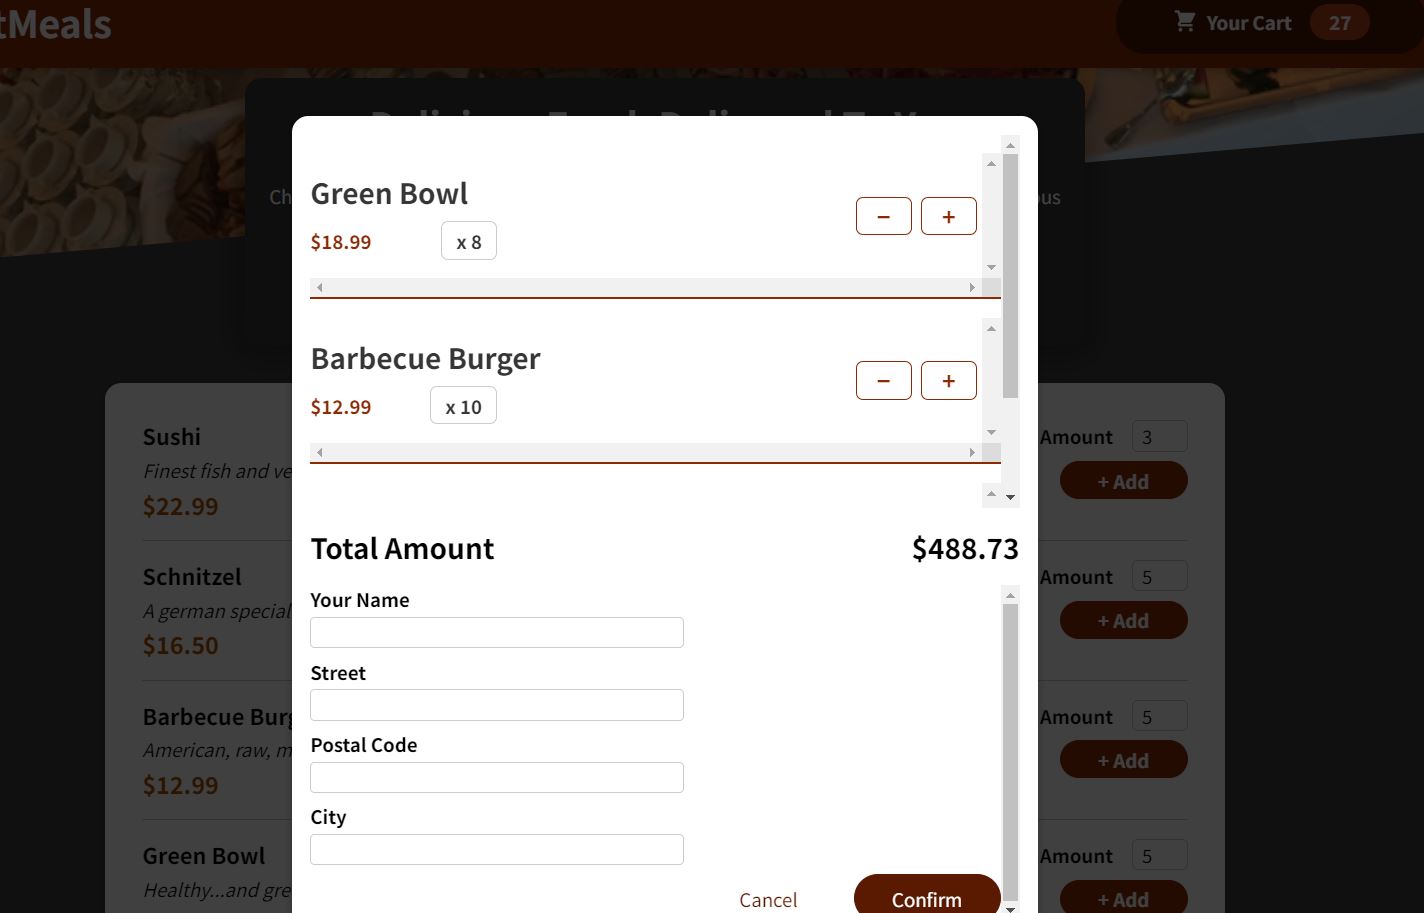 tMeals
Your Cart 27
Green Bowl
$18.99 x 8
− +
Barbecue Burger
$12.99 x 10
− +
Total Amount $488.73
Your Name
Street
Postal Code
City
Cancel Confirm
Sushi
Finest fish and ve
$22.99
Amount 3
+ Add
Schnitzel
A german special
$16.50
Amount 5
+ Add
Barbecue Burg
American, raw, m
$12.99
Amount 5
+ Add
Green Bowl
Healthy...and gre
Amount 5
+ Add